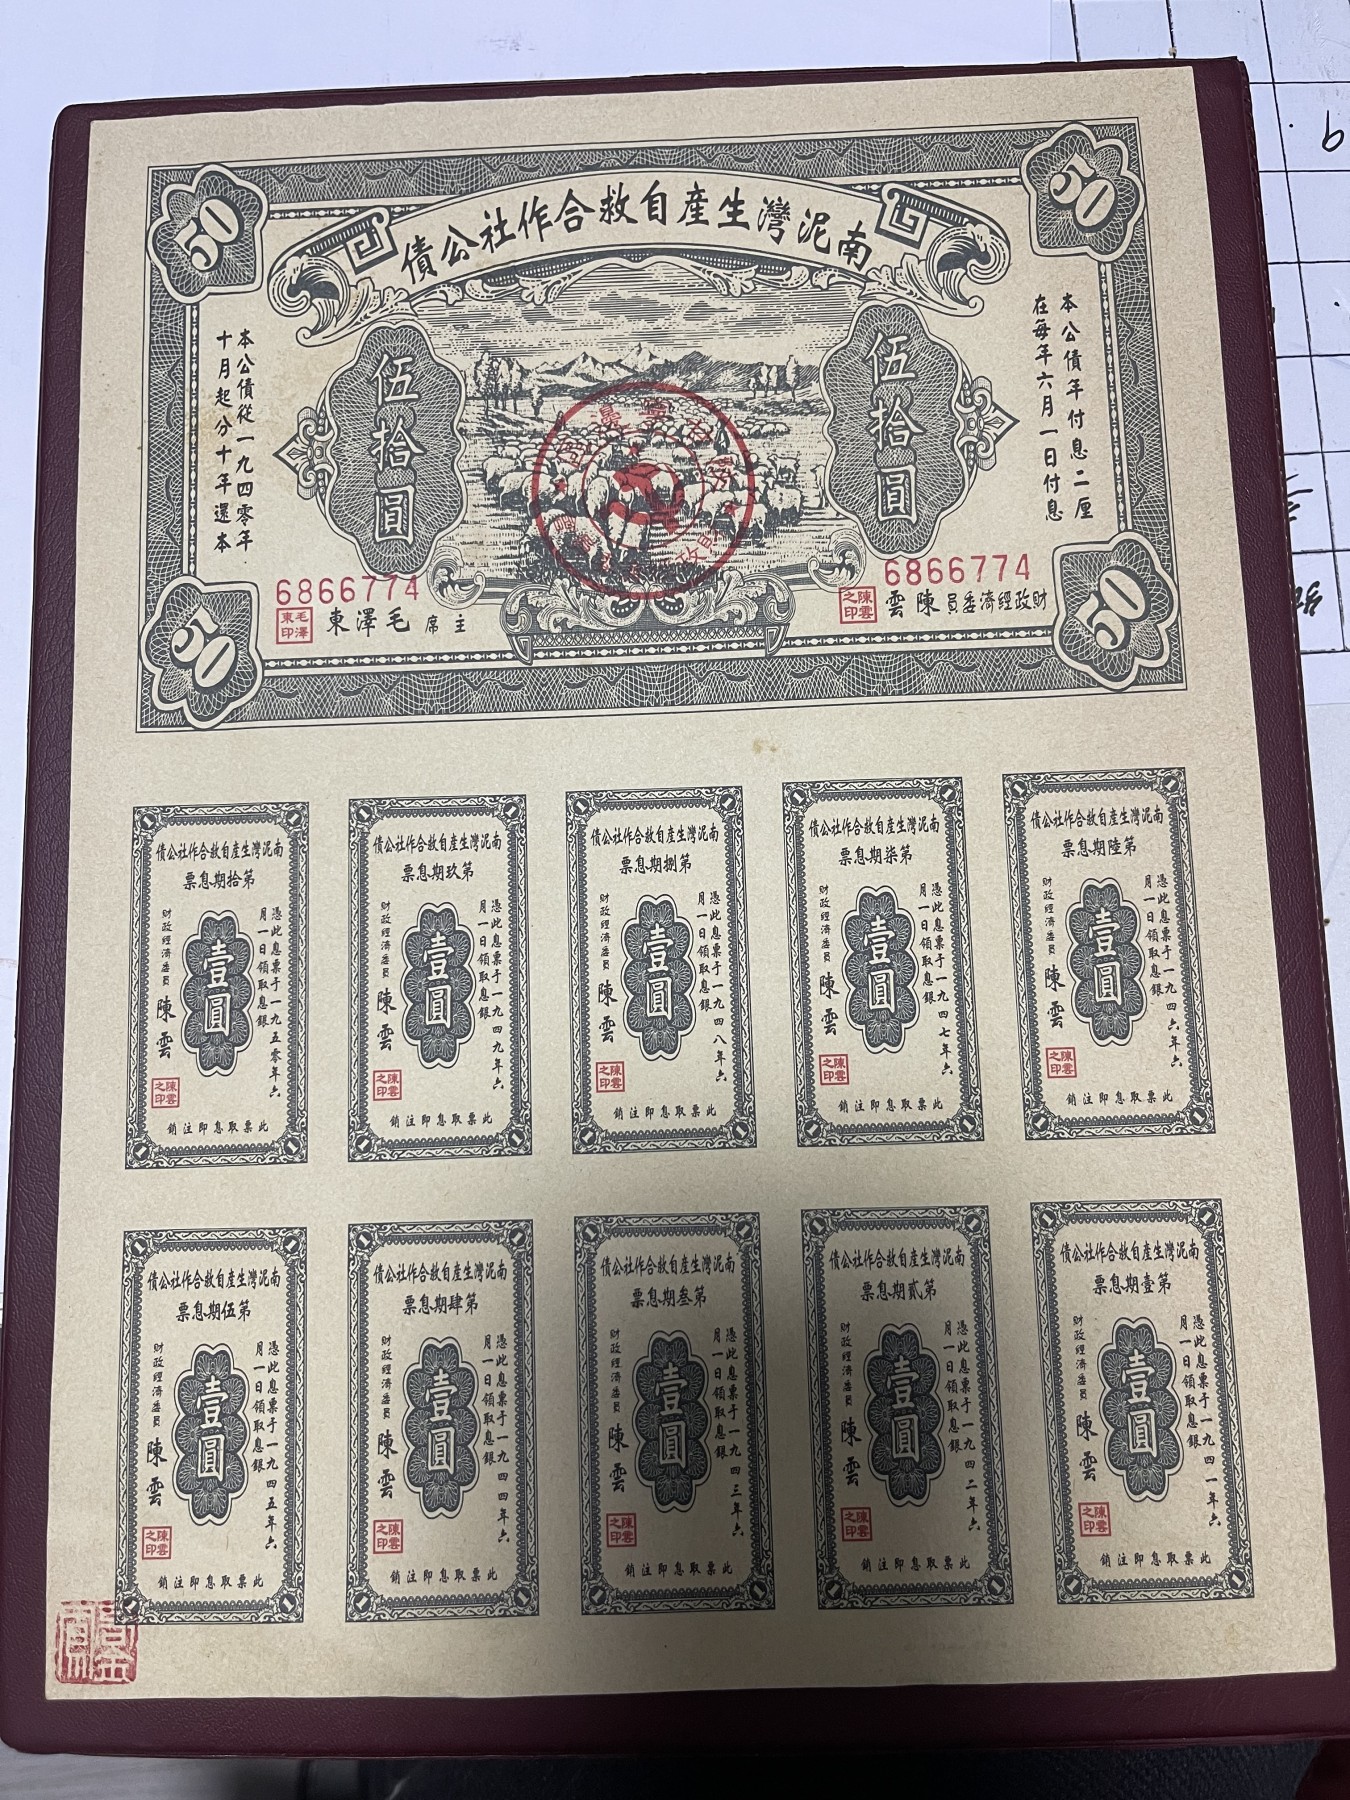 南泥灣生產自救合作社公債
50
50
50
50
本公債年付息二厘
在每年六月一日付息
伍拾圓
伍拾圓
本公債從一九四零年
十月起分十年還本
6866774
6866774
財政經濟委員 陳雲
陳雲之印
主席 毛澤東
毛澤東印
南泥灣生產自救合作社公債
第陸期息票
憑此息票于一九四六年六
月一日領取息銀
壹圓
財政經濟委員 陳雲
陳雲之印
此票取息即注銷
南泥灣生產自救合作社公債
第柒期息票
憑此息票于一九四七年六
月一日領取息銀
壹圓
財政經濟委員 陳雲
陳雲之印
此票取息即注銷
南泥灣生產自救合作社公債
第捌期息票
憑此息票于一九四八年六
月一日領取息銀
壹圓
財政經濟委員 陳雲
陳雲之印
此票取息即注銷
南泥灣生產自救合作社公債
第玖期息票
憑此息票于一九四九年六
月一日領取息銀
壹圓
財政經濟委員 陳雲
陳雲之印
此票取息即注銷
南泥灣生產自救合作社公債
第拾期息票
憑此息票于一九五零年六
月一日領取息銀
壹圓
財政經濟委員 陳雲
陳雲之印
此票取息即注銷
南泥灣生產自救合作社公債
第壹期息票
憑此息票于一九四一年六
月一日領取息銀
壹圓
財政經濟委員 陳雲
陳雲之印
此票取息即注銷
南泥灣生產自救合作社公債
第貳期息票
憑此息票于一九四二年六
月一日領取息銀
壹圓
財政經濟委員 陳雲
陳雲之印
此票取息即注銷
南泥灣生產自救合作社公債
第叁期息票
憑此息票于一九四三年六
月一日領取息銀
壹圓
財政經濟委員 陳雲
陳雲之印
此票取息即注銷
南泥灣生產自救合作社公債
第肆期息票
憑此息票于一九四四年六
月一日領取息銀
壹圓
財政經濟委員 陳雲
陳雲之印
此票取息即注銷
南泥灣生產自救合作社公債
第伍期息票
憑此息票于一九四五年六
月一日領取息銀
壹圓
財政經濟委員 陳雲
陳雲之印
此票取息即注銷